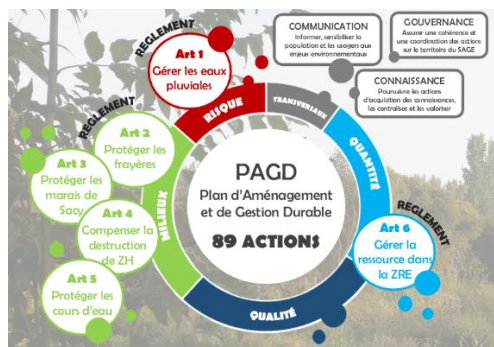 COMMUNICATION
Informer, sensibiliser la
population et les usagers aux
enjeux environnementaux
GOUVERNANCE
Assurer une cohérence et
une coordination des actions
sur le territoire du SAGE
CONNAISSANCE
Poursuivre les actions
d'acquisition des connaissances,
la centraliser et les valoriser
REGLEMENT
Art 1
Gérer les eaux
pluviales
RISQUE
TRANSVERSAUX
REGLEMENT
Art 2
Protéger les
frayères
Art 3
Protéger les
marais de
Sacy
Art 4
Compenser la
destruction
de ZH
Art 5
Protéger les
cours d'eau
MILIEUX
PAGD
Plan d'Aménagement
et de Gestion Durable
89 ACTIONS
QUANTITÉ
REGLEMENT
Art 6
Gérer la
ressource dans
la ZRE
QUALITÉ